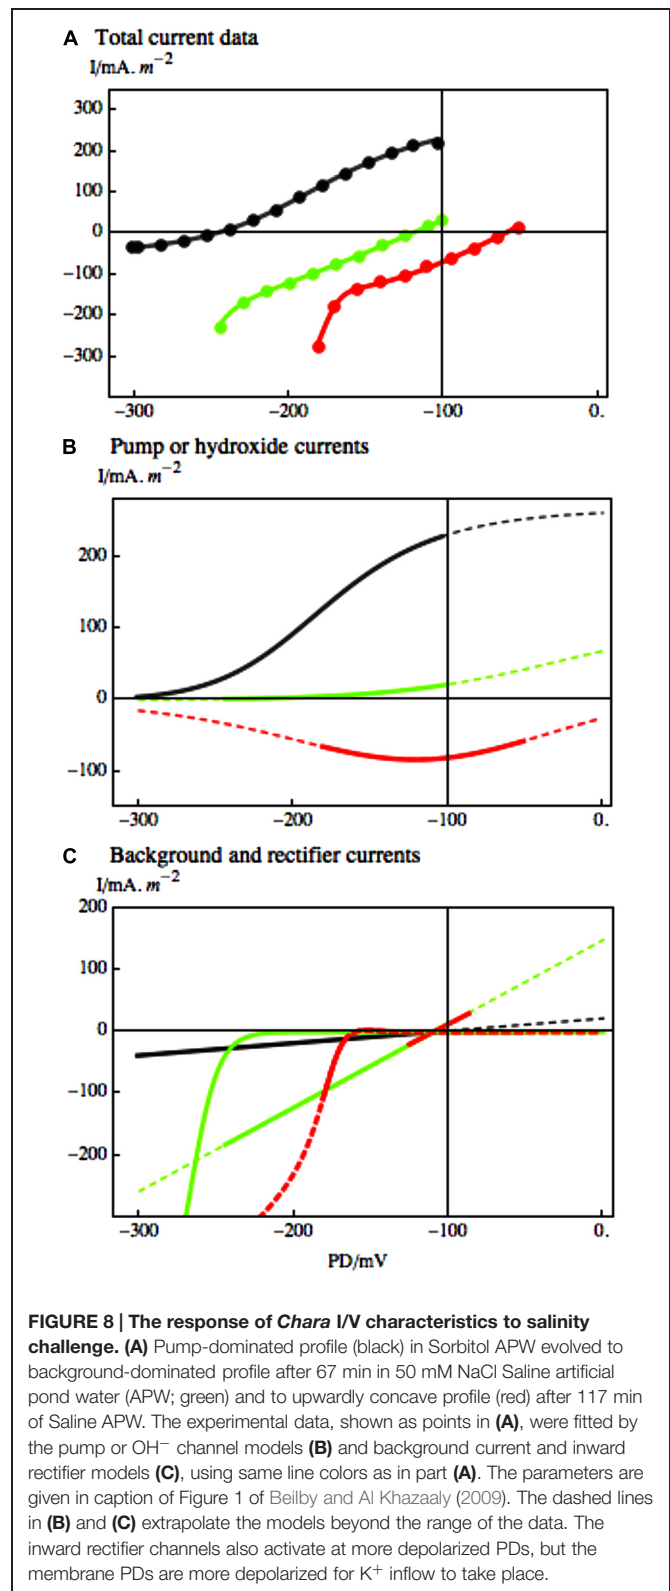 A Total current data
I/mA. m−2
300
200
100
0
−100
−200
−300
−300 −200 −100 0.
B Pump or hydroxide currents
I/mA. m−2
200
100
0
−100
−300 −200 −100 0.
C Background and rectifier currents
I/mA. m−2
200
100
0
−100
−200
−300 −200 −100 0.
PD/mV
FIGURE 8 | The response of Chara I/V characteristics to salinity
challenge. (A) Pump-dominated profile (black) in Sorbitol APW evolved to
background-dominated profile after 67 min in 50 mM NaCl Saline artificial
pond water (APW; green) and to upwardly concave profile (red) after 117 min
of Saline APW. The experimental data, shown as points in (A), were fitted by
the pump or OH− channel models (B) and background current and inward
rectifier models (C), using same line colors as in part (A). The parameters are
given in caption of Figure 1 of Beilby and Al Khazaaly (2009). The dashed lines
in (B) and (C) extrapolate the models beyond the range of the data. The
inward rectifier channels also activate at more depolarized PDs, but the
membrane PDs are more depolarized for K+ inflow to take place.